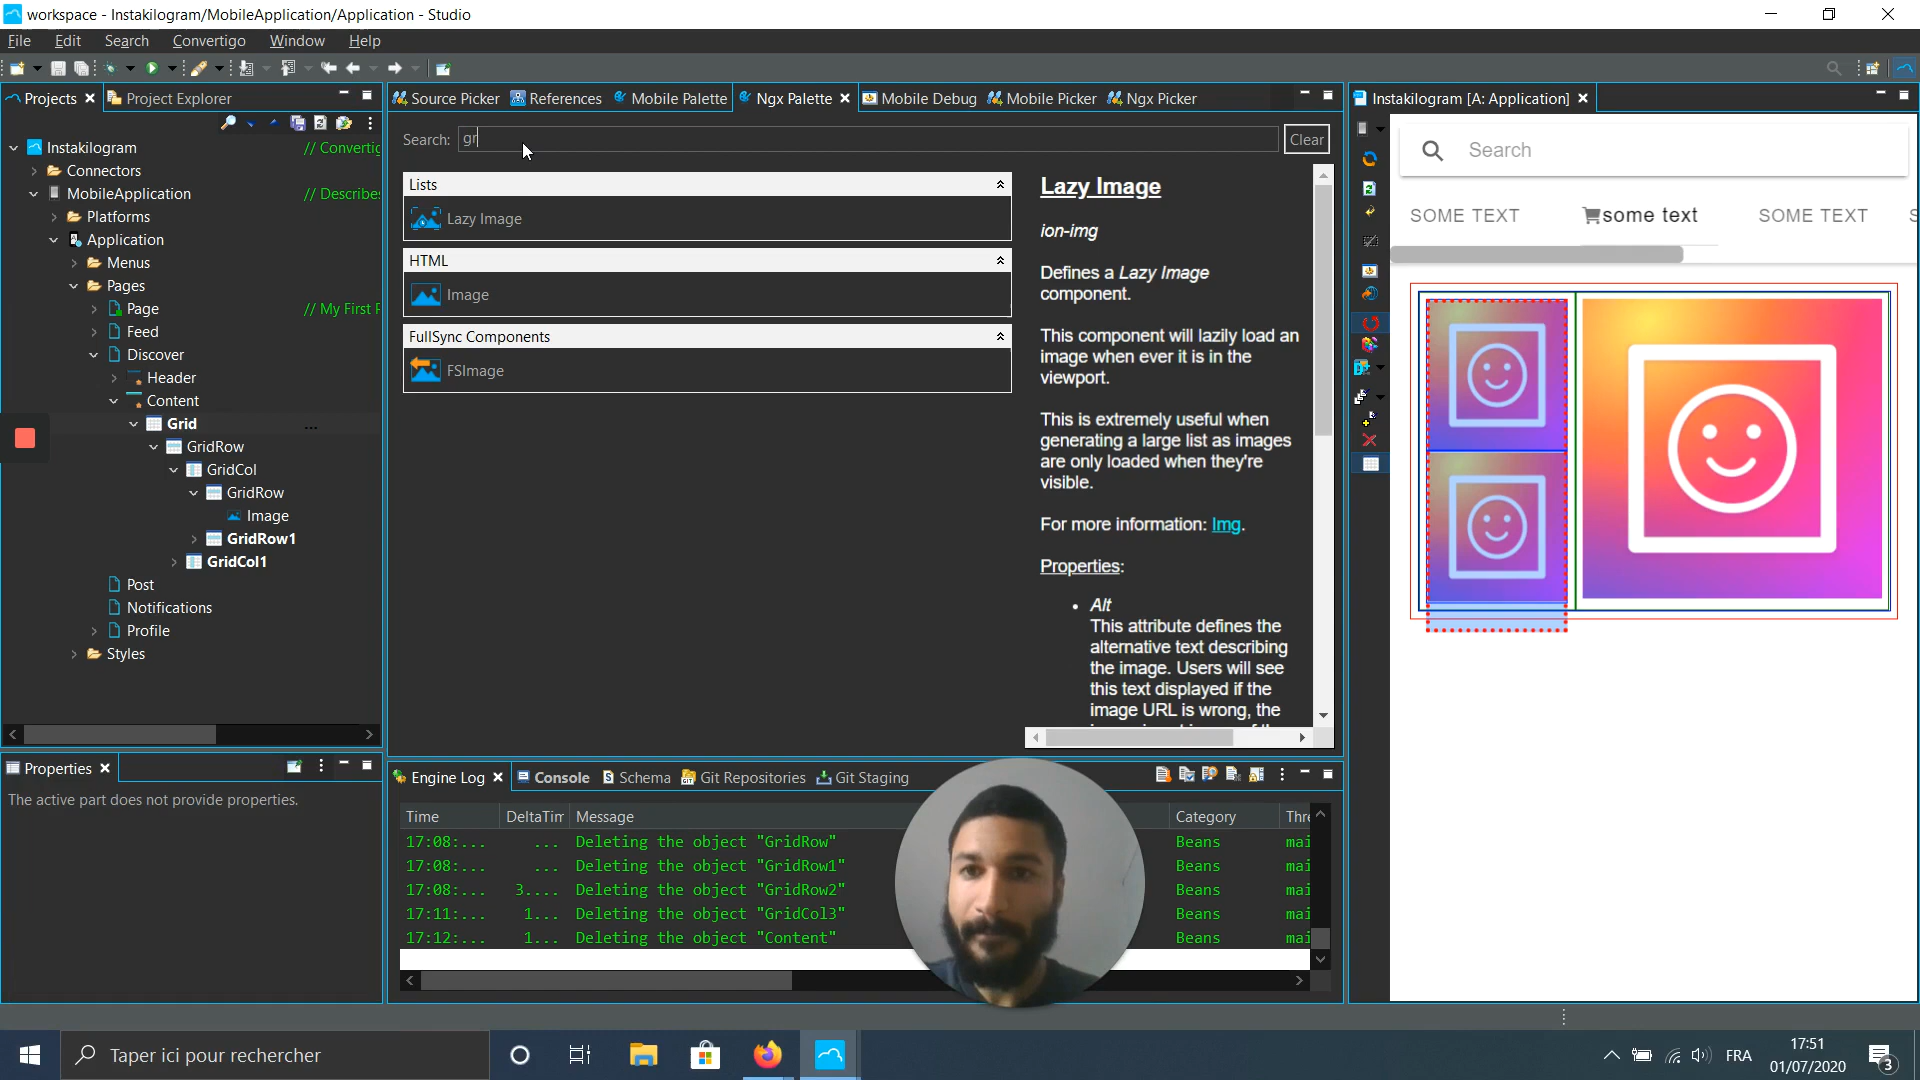 workspace - Instakilogram/MobileApplication/Application - Studio
File Edit Search Convertigo Window Help
Projects
Project Explorer
Source Picker
References
Mobile Palette
Ngx Palette
Mobile Debug
Mobile Picker
Ngx Picker
Instakilogram [A: Application]
Instakilogram // Convertig
Connectors
MobileApplication // Describes
Platforms
Application
Menus
Pages
Page // My First P
Feed
Discover
Header
Content
Grid ...
GridRow
GridCol
GridRow
Image
GridRow1
GridCol1
Post
Notifications
Profile
Styles
Search: gr
Clear
Lists
Lazy Image
HTML
Image
FullSync Components
FSImage
Lazy Image
ion-img
Defines a Lazy Image
component.
This component will lazily load an
image when ever it is in the
viewport.
This is extremely useful when
generating a large list as images
are only loaded when they're
visible.
For more information: Img.
Properties:
• Alt
This attribute defines the
alternative text describing
the image. Users will see
this text displayed if the
image URL is wrong, the
Search
SOME TEXT some text SOME TEXT S
Properties
The active part does not provide properties.
Engine Log
Console
Schema
Git Repositories
Git Staging
Time DeltaTim Message Category Thre
17:08:... ... Deleting the object "GridRow" Beans mai
17:08:... ... Deleting the object "GridRow1" Beans mai
17:08:... 3.... Deleting the object "GridRow2" Beans mai
17:11:... 1... Deleting the object "GridCol3" Beans mai
17:12:... 1... Deleting the object "Content" Beans mai
Taper ici pour rechercher
FRA
17:51
01/07/2020
3